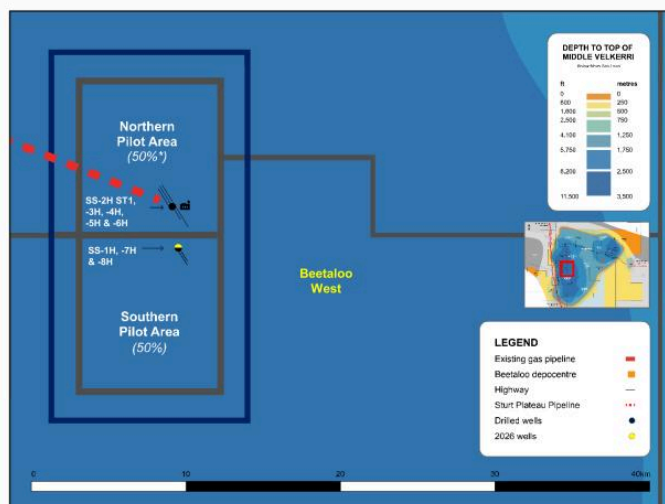 Northern
Pilot Area
(50%*)
SS-2H ST1,
-3H, -4H,
-5H & -6H
SS-1H, -7H
& -8H
Southern
Pilot Area
(50%)
Beetaloo
West
DEPTH TO TOP OF
MIDDLE VELKERRI
ft metres
0 0
800 250
1,600 500
2,500 750
4,100 1,250
5,750 1,750
8,200 2,500
11,500 3,500
LEGEND
Existing gas pipeline
Beetaloo depocentre
Highway
Sturt Plateau Pipeline
Drilled wells
2026 wells
0 10 20 30 40km